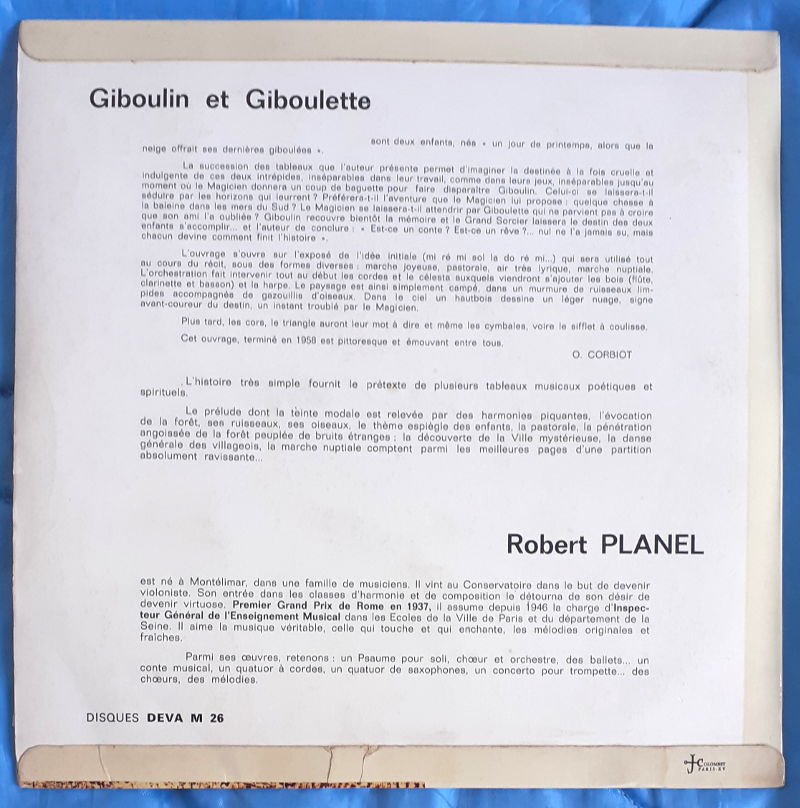 Giboulin et Giboulette
sont deux enfants, nés « un jour de printemps, alors que la
neige offrait ses dernières giboulées ».
La succession des tableaux que l'auteur présente permet d'imaginer la destinée à la fois cruelle et
indulgente de ces deux intrépides, inséparables dans leur travail, comme dans leurs jeux, inséparables jusqu'au
moment où le Magicien donnera un coup de baguette pour faire disparaître Giboulin. Celui-ci se laissera-t-il
séduire par les horizons qui leurrent ? Préférera-t-il l'aventure que le Magicien lui propose : quelque chasse à
la baleine dans les mers du Sud ? Le Magicien se laissera-t-il attendrir par Giboulette qui ne parvient pas à croire
que son ami l'a oubliée ? Giboulin recouvre bientôt la mémoire et le Grand Sorcier laissera le destin des deux
enfants s'accomplir... et l'auteur de conclure : « Est-ce un conte ? Est-ce un rêve ?... nul ne l'a jamais su, mais
chacun devine comment finit l'histoire ».
L'ouvrage s'ouvre sur l'exposé de l'idée initiale (mi ré mi sol la do ré mi...) qui sera utilisé tout
au cours du récit, sous des formes diverses : marche joyeuse, pastorale, air très lyrique, marche nuptiale.
L'orchestration fait intervenir tout au début les cordes et le célesta auxquels viendront s'ajouter les bois (flûte,
clarinette et basson) et la harpe. Le paysage est ainsi simplement campé, dans un murmure de ruisseaux lim-
pides accompagnés de gazouillis d'oiseaux. Dans le ciel un hautbois dessine un léger nuage, signe
avant-coureur du destin, un instant troublé par le Magicien.
Plus tard, les cors, le triangle auront leur mot à dire et même les cymbales, voire le sifflet à coulisse.
Cet ouvrage, terminé en 1958 est pittoresque et émouvant entre tous.
O. CORBIOT
L'histoire très simple fournit le prétexte de plusieurs tableaux musicaux poétiques et
spirituels.
Le prélude dont la teinte modale est relevée par des harmonies piquantes, l'évocation
de la forêt, ses ruisseaux, ses oiseaux, le thème espiègle des enfants, la pastorale, la pénétration
angoissée de la forêt peuplée de bruits étranges ; la découverte de la Ville mystérieuse, la danse
générale des villageois, la marche nuptiale comptent parmi les meilleures pages d'une partition
absolument ravissante...
Robert PLANEL
est né à Montélimar, dans une famille de musiciens. Il vint au Conservatoire dans le but de devenir
violoniste. Son entrée dans les classes d'harmonie et de composition le détourna de son désir de
devenir virtuose. Premier Grand Prix de Rome en 1937, il assume depuis 1946 la charge d'Inspec-
teur Général de l'Enseignement Musical dans les Ecoles de la Ville de Paris et du département de la
Seine. Il aime la musique véritable, celle qui touche et qui enchante, les mélodies originales et
fraîches.
Parmi ses œuvres, retenons : un Psaume pour soli, chœur et orchestre, des ballets... un
conte musical, un quatuor à cordes, un quatuor de saxophones, un concerto pour trompette... des
chœurs, des mélodies.
DISQUES DEVA M 26
COLOMBET
PARIS-XV